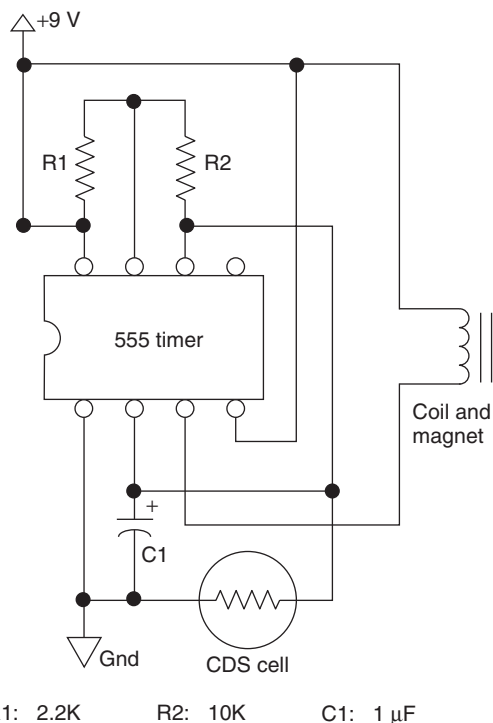 +9 V
R1
R2
555 timer
Coil and
magnet
+
C1
Gnd
CDS cell
1: 2.2K R2: 10K C1: 1 μF